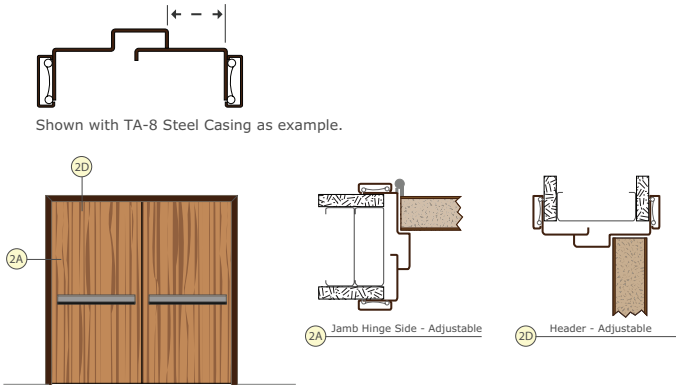 Shown with TA-8 Steel Casing as example.
2D
2A
2A Jamb Hinge Side - Adjustable
2D Header - Adjustable